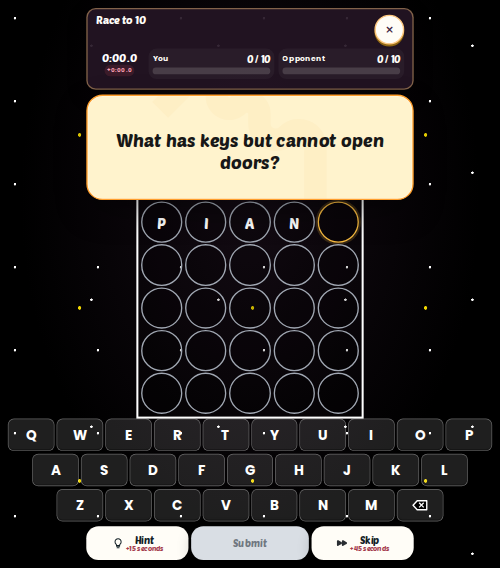 Race to 10
×
0:00.0
+0:00.0
You 0 / 10
Opponent 0 / 10
What has keys but cannot open
doors?
P I A N
Q W E R T Y U I O P
A S D F G H J K L
Z X C V B N M
Hint
+15 seconds
Submit
Skip
+45 seconds